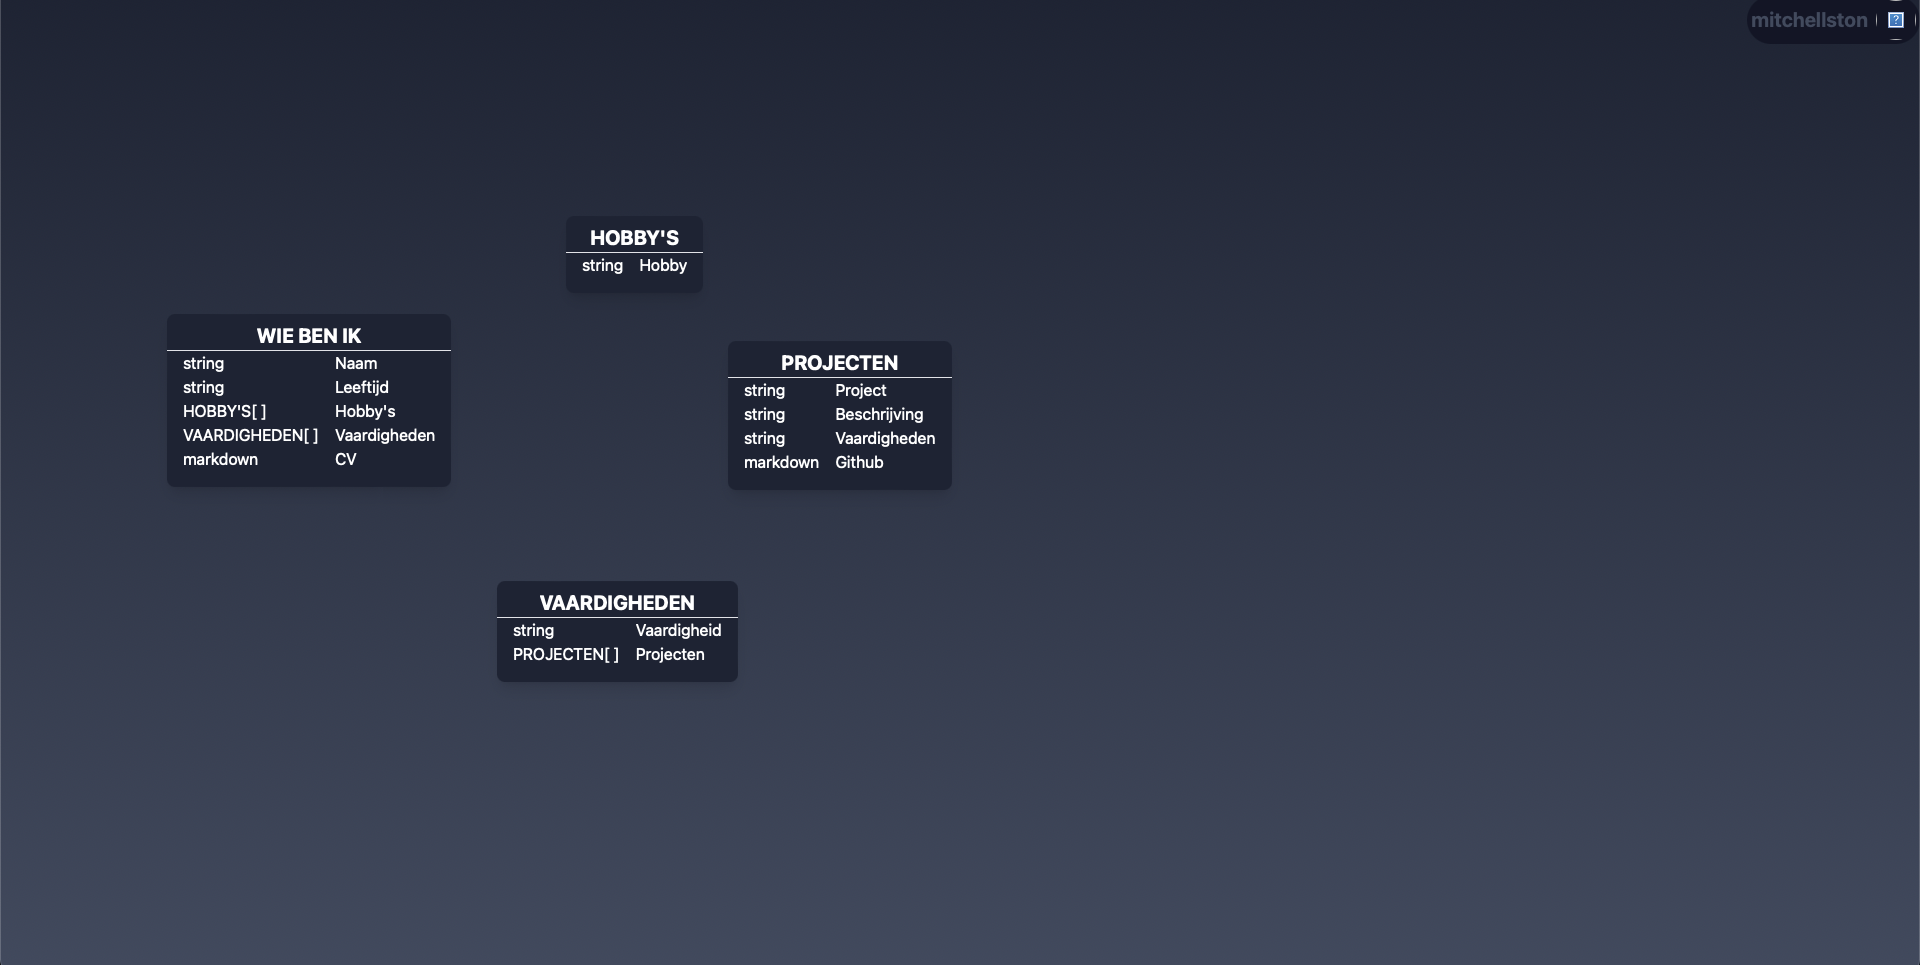 mitchellston
HOBBY'S
string Hobby
WIE BEN IK
string Naam
string Leeftijd
HOBBY'S[ ] Hobby's
VAARDIGHEDEN[ ] Vaardigheden
markdown CV
PROJECTEN
string Project
string Beschrijving
string Vaardigheden
markdown Github
VAARDIGHEDEN
string Vaardigheid
PROJECTEN[ ] Projecten